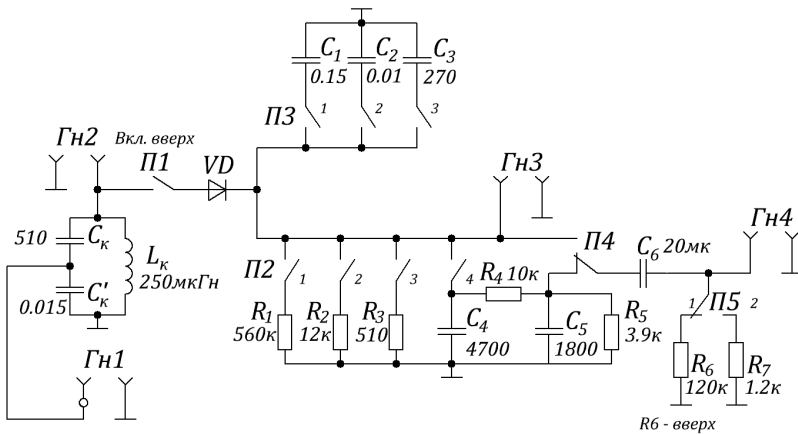 C1 C2 C3
0.15 0.01 270
П3 1 2 3
Гн2 Вкл. вверх
П1 VD
Гн3
Гн4
510 Cк Lк
250мкГн
0.015 C'к
П2 1 2 3 4
R4 10к
П4
C6 20мк
1 П5 2
R1 R2 R3 C4 C5 R5
560к 12к 510 4700 1800 3.9к
Гн1
R6 R7
120к 1.2к
R6 - вверх